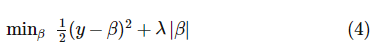 min_β ½(y − β)² + λ|β| (4)